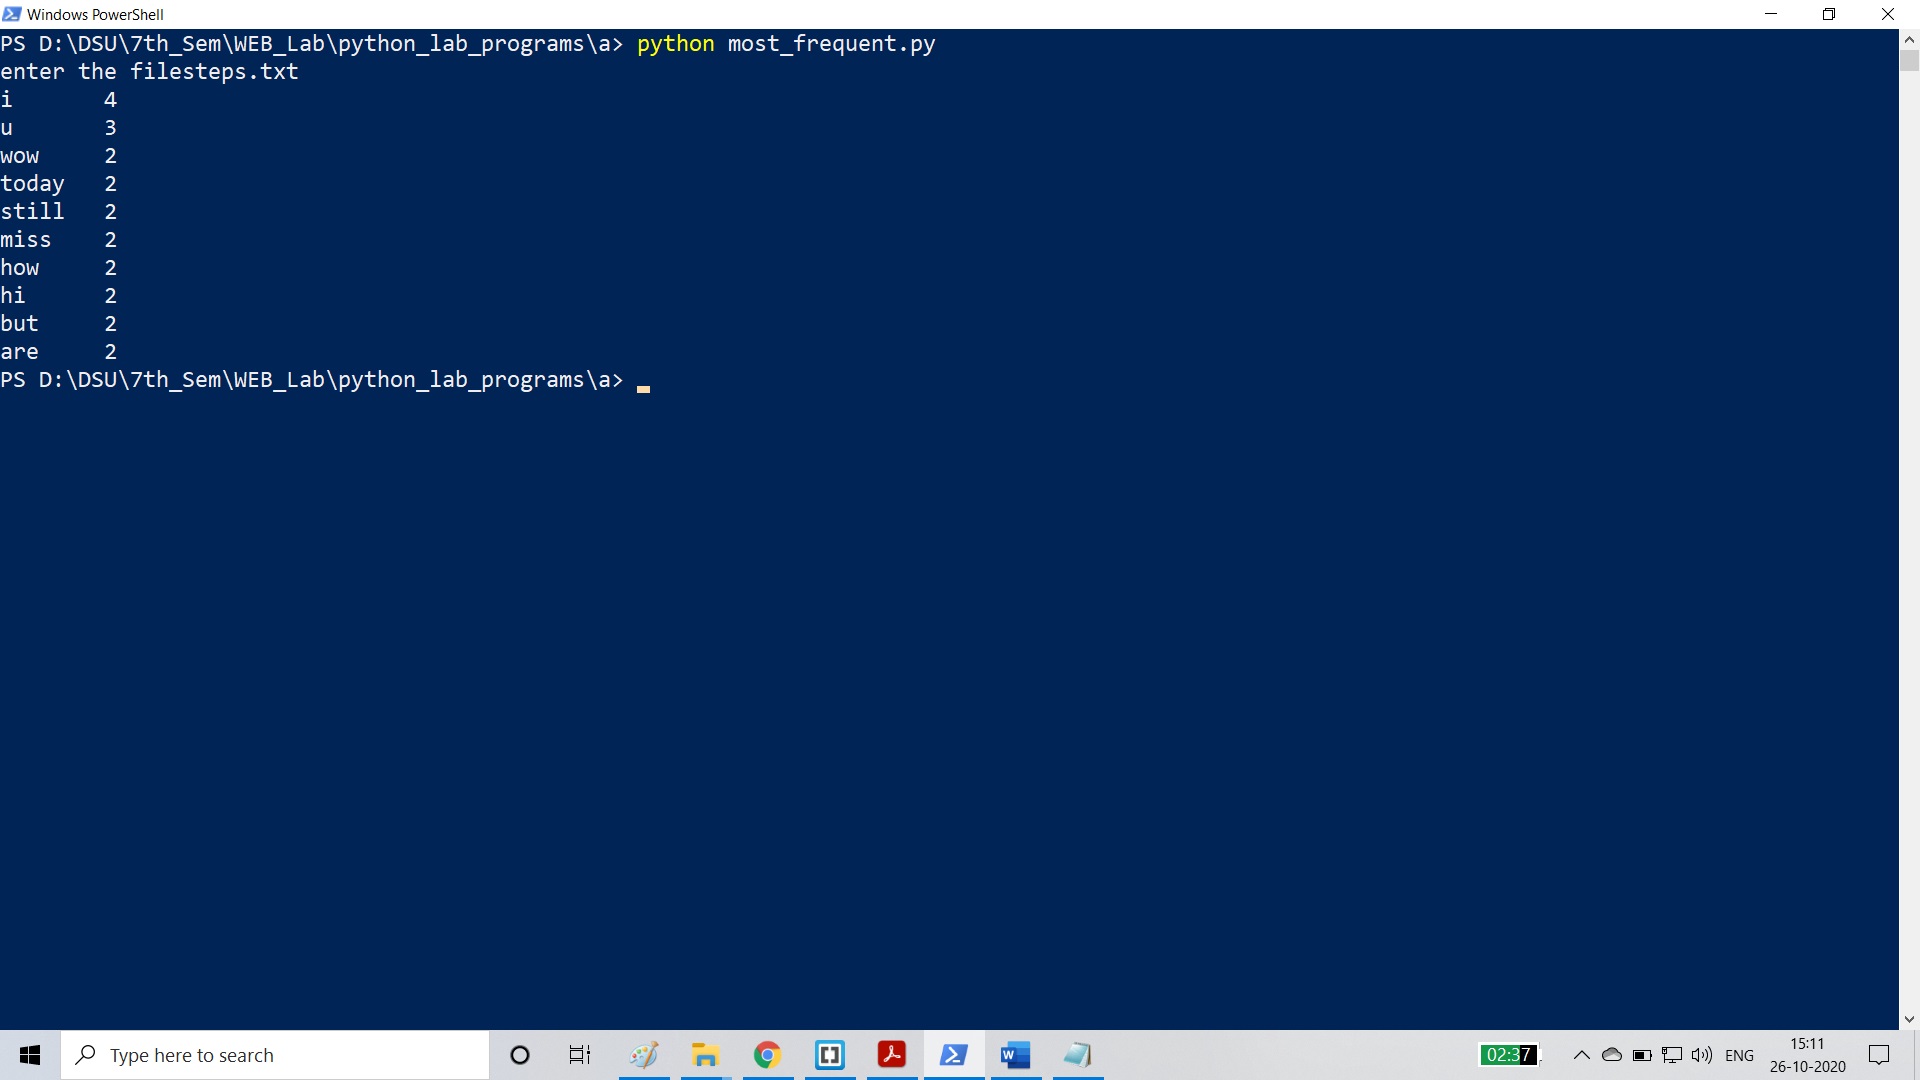 Windows PowerShell
PS D:\DSU\7th_Sem\WEB_Lab\python_lab_programs\a> python most_frequent.py
enter the filesteps.txt
i       4
u       3
wow     2
today   2
still   2
miss    2
how     2
hi      2
but     2
are     2
PS D:\DSU\7th_Sem\WEB_Lab\python_lab_programs\a>
Type here to search
W
02:37
ENG
15:11
26-10-2020